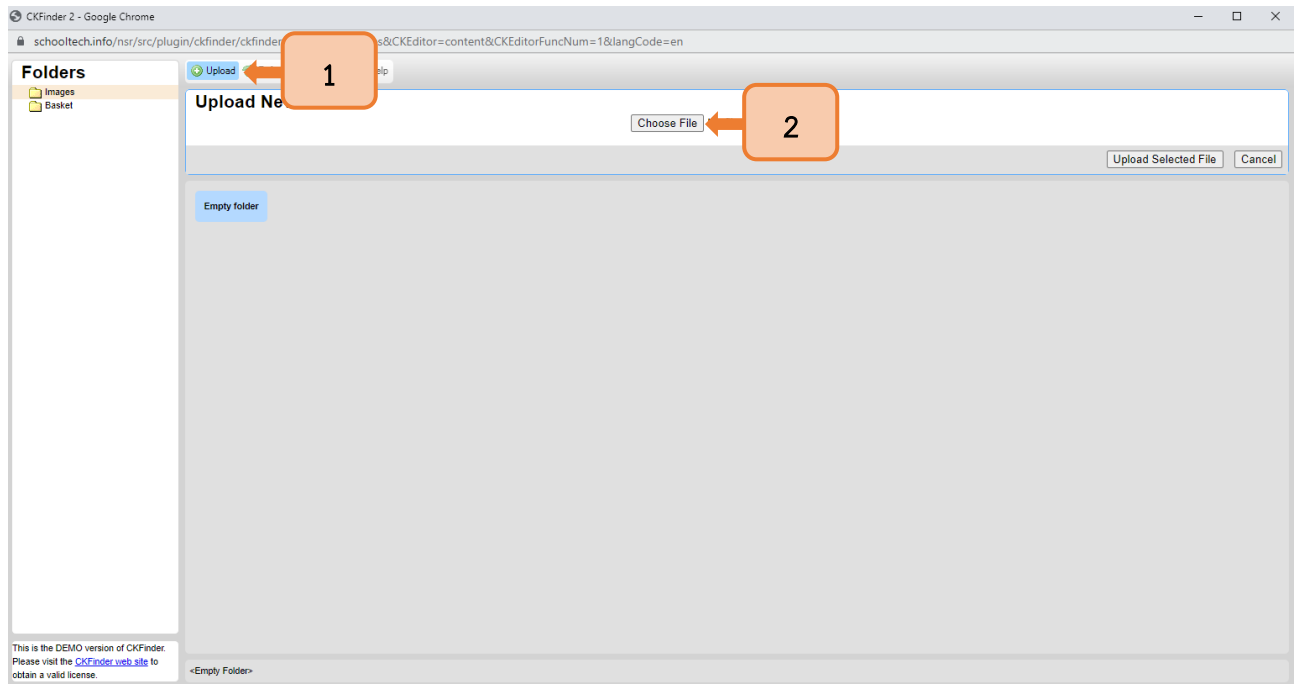 CKFinder 2 - Google Chrome
schooltech.info/nsr/src/plugin/ckfinder/ckfinder s&CKEditor=content&CKEditorFuncNum=1&langCode=en
Folders
Images
Basket
Upload
1
Upload
Choose File
2
Upload Selected File Cancel
Empty folder
This is the DEMO version of CKFinder.
Please visit the CKFinder web site to
obtain a valid license.
<Empty Folder>